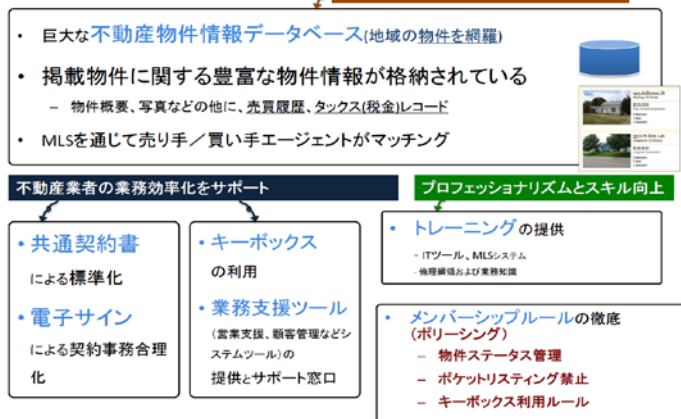 • 巨大な不動産物件情報データベース(地域の物件を網羅)
• 掲載物件に関する豊富な物件情報が格納されている
– 物件概要、写真などの他に、売買履歴、タックス(税金)レコード
• MLSを通じて売り手／買い手エージェントがマッチング
不動産業者の業務効率化をサポート
プロフェッショナリズムとスキル向上
• 共通契約書
による標準化
• 電子サイン
による契約事務合理
化
• キーボックス
の利用
• 業務支援ツール
（営業支援、顧客管理などシ
ステムツール）の
提供とサポート窓口
• トレーニングの提供
- ITツール、MLSシステム
- 倫理綱領および業務知識
• メンバーシップルールの徹底
(ポリーシング)
– 物件ステータス管理
– ポケットリスティング禁止
– キーボックス利用ルール